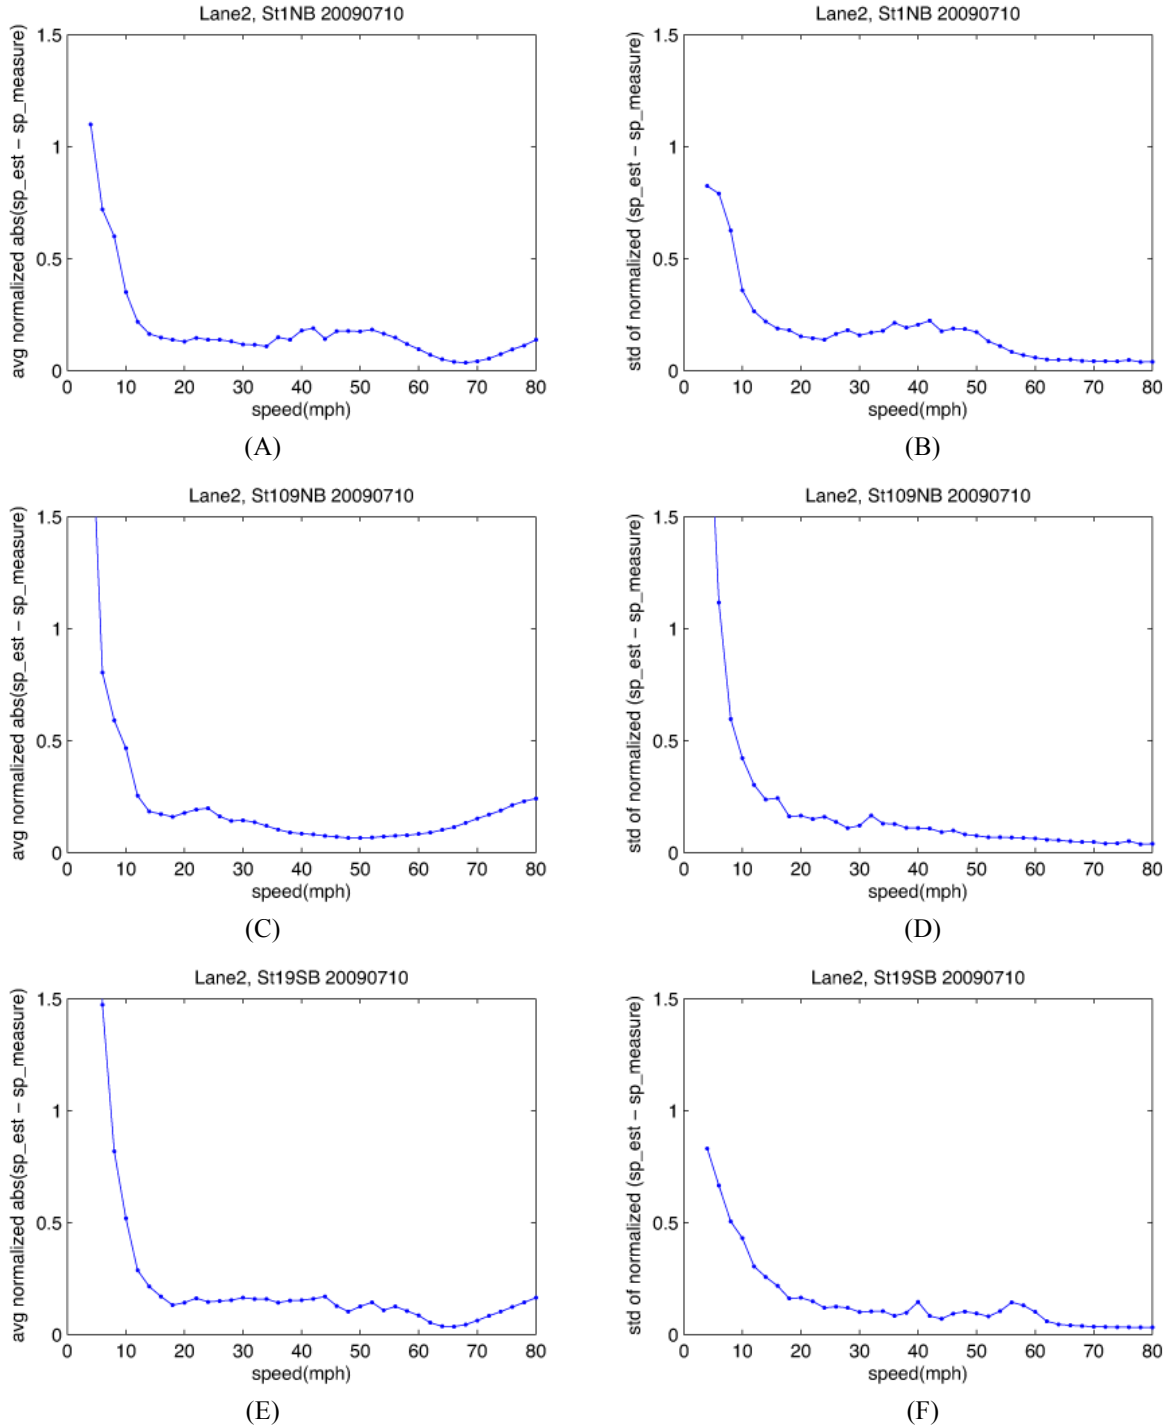 Lane2, St1NB 20090710
avg normalized abs(sp_est − sp_measure)
1.5
1
0.5
0
0 10 20 30 40 50 60 70 80
speed(mph)
(A)
Lane2, St1NB 20090710
std of normalized (sp_est − sp_measure)
1.5
1
0.5
0
0 10 20 30 40 50 60 70 80
speed(mph)
(B)
Lane2, St109NB 20090710
avg normalized abs(sp_est − sp_measure)
1.5
1
0.5
0
0 10 20 30 40 50 60 70 80
speed(mph)
(C)
Lane2, St109NB 20090710
std of normalized (sp_est − sp_measure)
1.5
1
0.5
0
0 10 20 30 40 50 60 70 80
speed(mph)
(D)
Lane2, St19SB 20090710
avg normalized abs(sp_est − sp_measure)
1.5
1
0.5
0
0 10 20 30 40 50 60 70 80
speed(mph)
(E)
Lane2, St19SB 20090710
std of normalized (sp_est − sp_measure)
1.5
1
0.5
0
0 10 20 30 40 50 60 70 80
speed(mph)
(F)